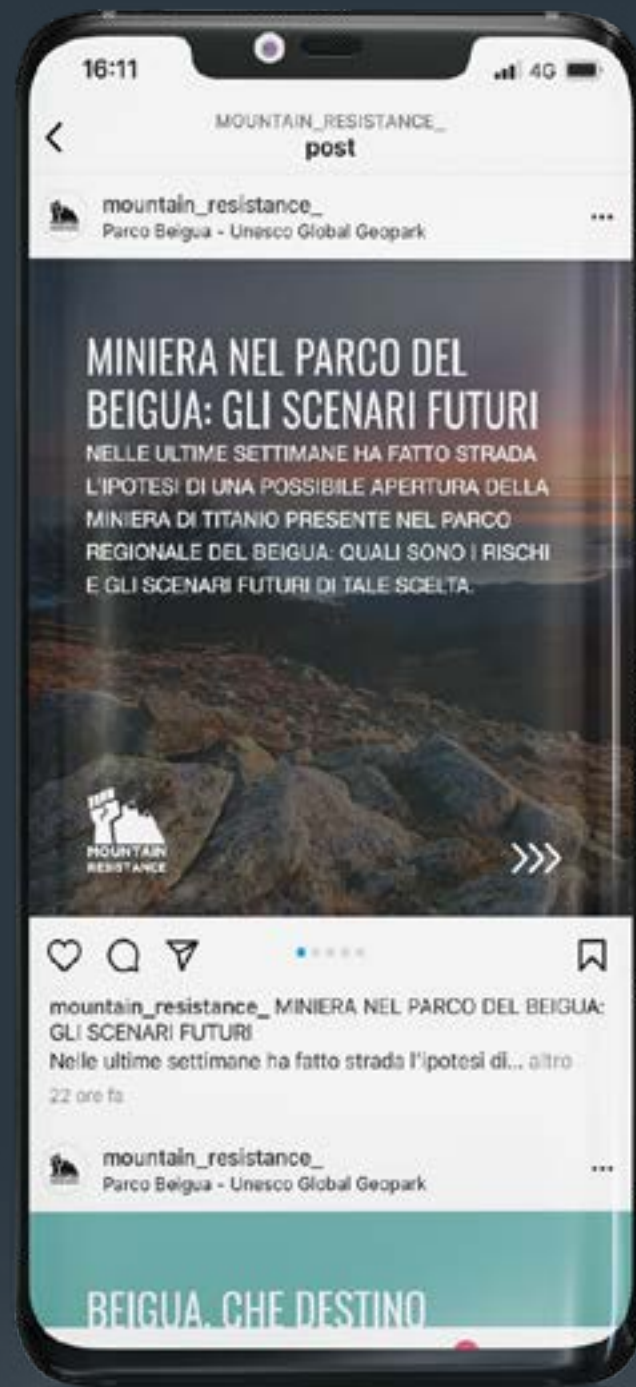 16:11
4G
MOUNTAIN_RESISTANCE_
post
mountain_resistance_
Parco Beigua - Unesco Global Geopark
MINIERA NEL PARCO DEL
BEIGUA: GLI SCENARI FUTURI
NELLE ULTIME SETTIMANE HA FATTO STRADA
L'IPOTESI DI UNA POSSIBILE APERTURA DELLA
MINIERA DI TITANIO PRESENTE NEL PARCO
REGIONALE DEL BEIGUA: QUALI SONO I RISCHI
E GLI SCENARI FUTURI DI TALE SCELTA.
MOUNTAIN
RESISTANCE
mountain_resistance_ MINIERA NEL PARCO DEL BEIGUA:
GLI SCENARI FUTURI
Nelle ultime settimane ha fatto strada l'ipotesi di... altro
22 ore fa
mountain_resistance_
Parco Beigua - Unesco Global Geopark
BEIGUA, CHE DESTINO